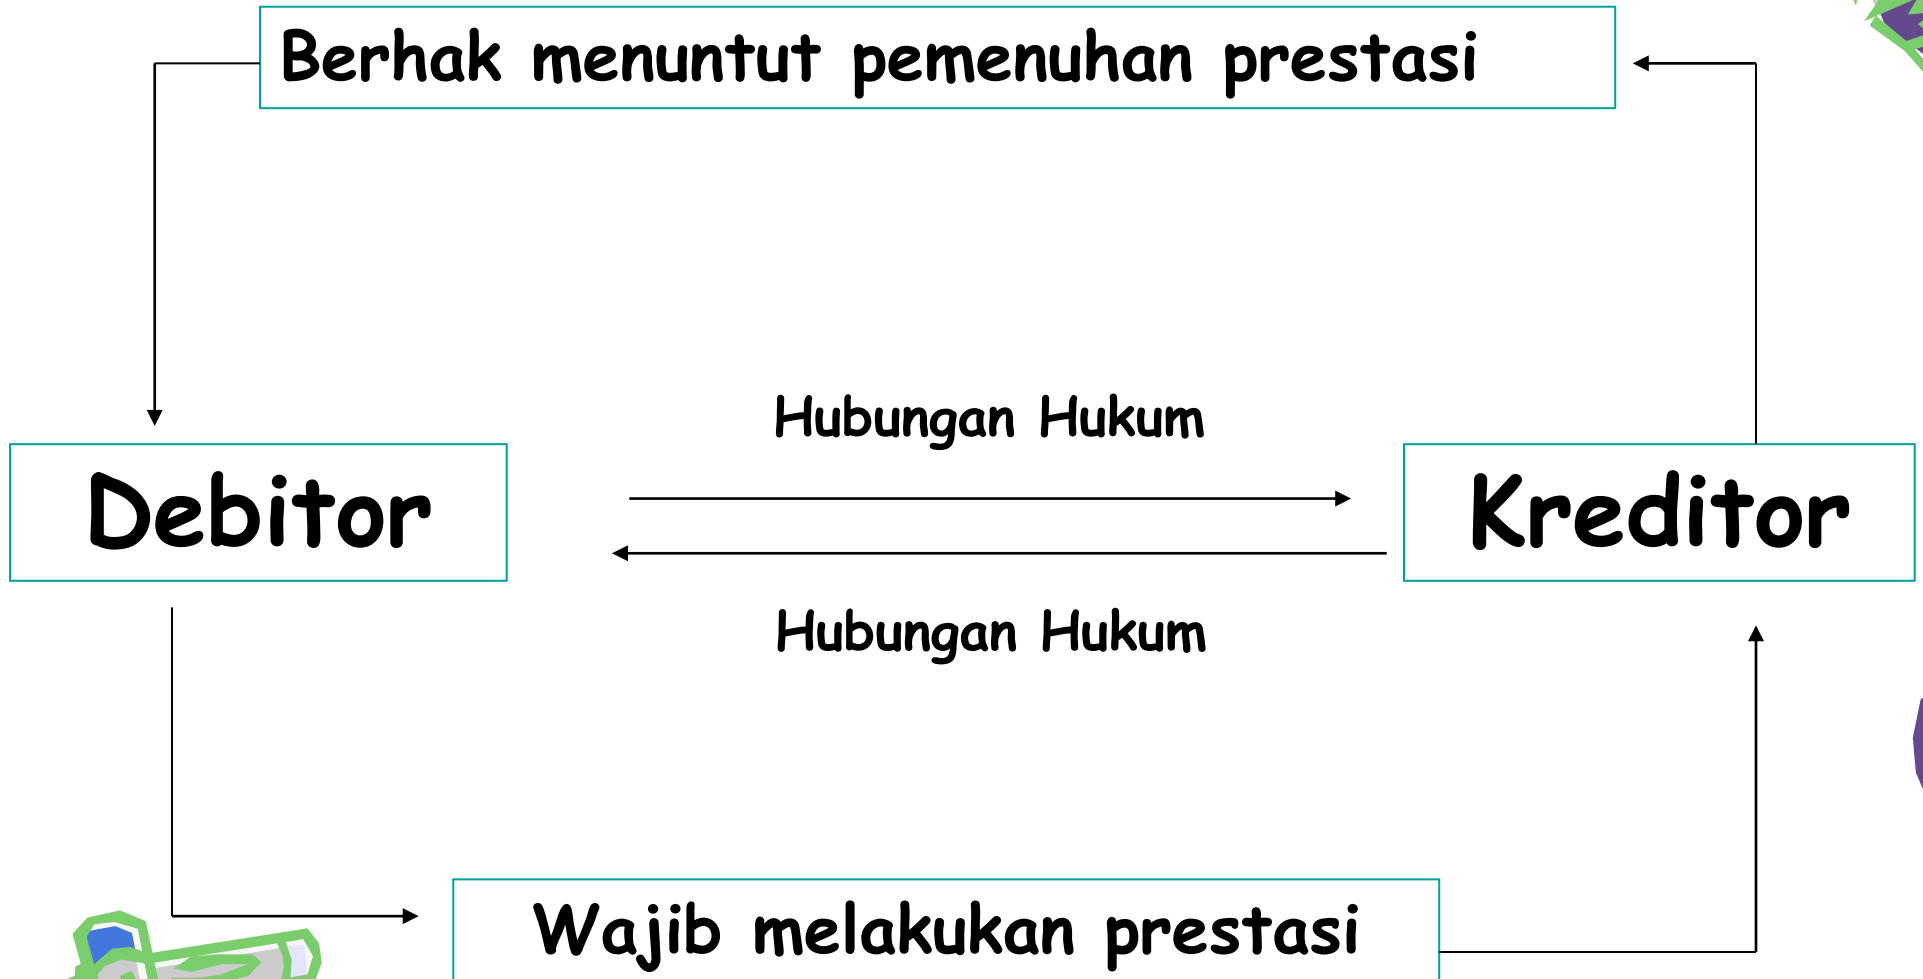 Berhak menuntut pemenuhan prestasi
Hubungan Hukum
Debitor
Kreditor
Hubungan Hukum
Wajib melakukan prestasi